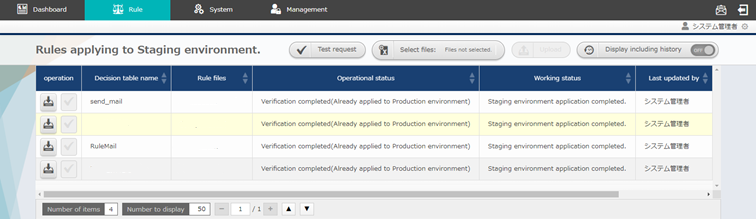 Dashboard Rule System Management
システム管理者
Rules applying to Staging environment. Test request Select files: Files not selected. Upload Display including history OFF
operation Decision table name Rule files Operational status Working status Last updated by
send_mail Verification completed(Already applied to Production environment) Staging environment application completed. システム管理者
Verification completed(Already applied to Production environment) Staging environment application completed. システム管理者
RuleMail Verification completed(Already applied to Production environment) Staging environment application completed. システム管理者
Verification completed(Already applied to Production environment) Staging environment application completed. システム管理者
Number of items 4 Number to display 50 − 1 / 1 +